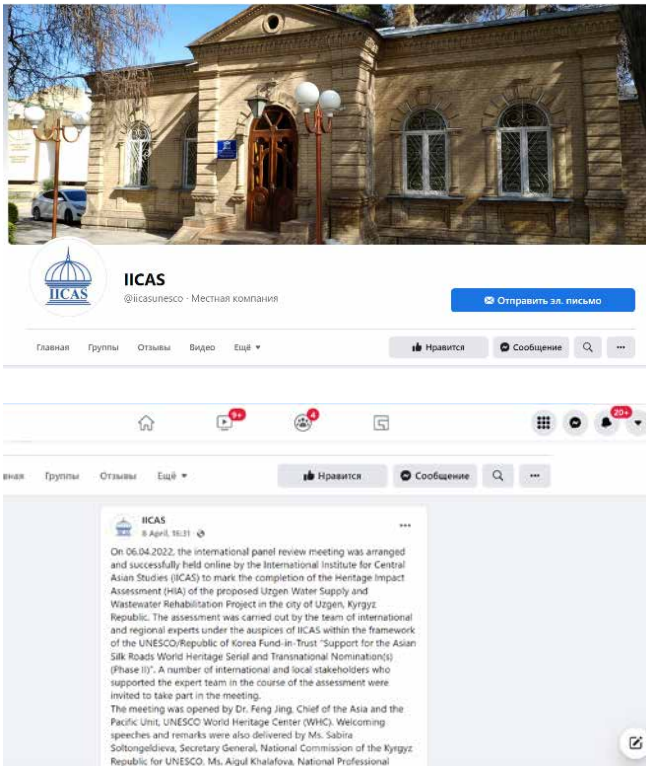 IICAS
IICAS
@iicasunesco · Местная компания
Отправить эл. письмо
Главная Группы Отзывы Видео Ещё
Нравится Сообщение
9+ 4 20+
вная Группы Отзывы Ещё
Нравится Сообщение
IICAS
8 April, 16:31
On 06.04.2022, the international panel review meeting was arranged
and successfully held online by the International Institute for Central
Asian Studies (IICAS) to mark the completion of the Heritage Impact
Assessment (HIA) of the proposed Uzgen Water Supply and
Wastewater Rehabilitation Project in the city of Uzgen, Kyrgyz
Republic. The assessment was carried out by the team of international
and regional experts under the auspices of IICAS within the framework
of the UNESCO/Republic of Korea Fund-in-Trust "Support for the Asian
Silk Roads World Heritage Serial and Transnational Nomination(s)
(Phase II)". A number of international and local stakeholders who
supported the expert team in the course of the assessment were
invited to take part in the meeting.
The meeting was opened by Dr. Feng Jing, Chief of the Asia and the
Pacific Unit, UNESCO World Heritage Center (WHC). Welcoming
speeches and remarks were also delivered by Ms. Sabira
Soltongeldieva, Secretary General, National Commission of the Kyrgyz
Republic for UNESCO, Ms. Aigul Khalafova, National Professional